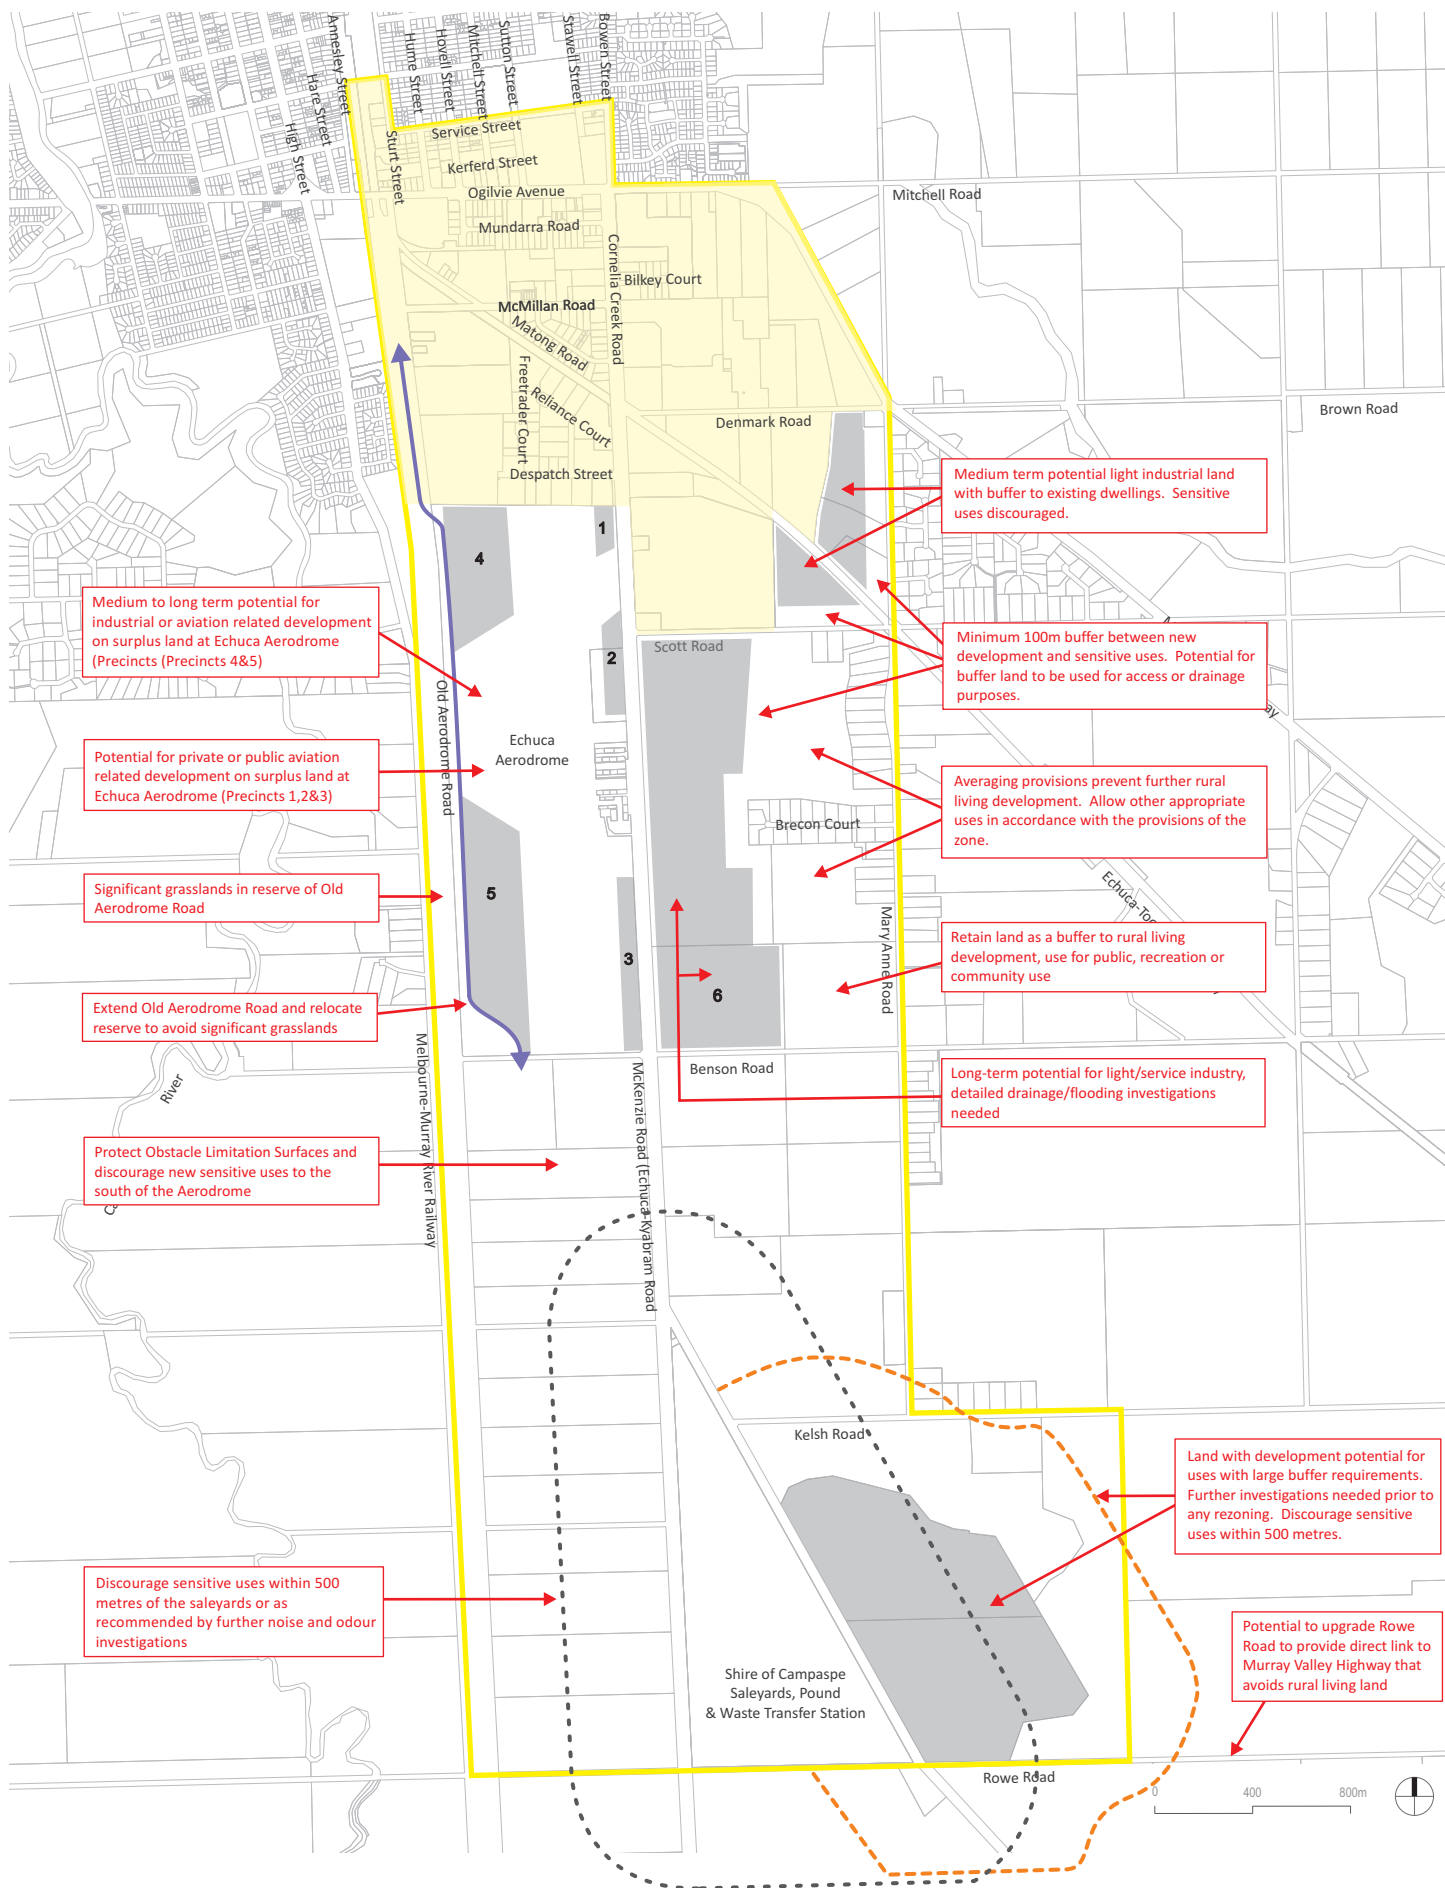 Annesley Street
Hare Street
High Street
Sturt Street
Hume Street
Hovell Street
Mitchell Street
Sutton Street
Stawell Street
Bowen Street
Service Street
Kerferd Street
Ogilvie Avenue
Mundarra Road
Mitchell Road
Cornelia Creek Road
Bilkey Court
McMillan Road
Matong Road
Freetrader Court
Reliance Court
Denmark Road
Brown Road
Despatch Street
Medium term potential light industrial land
with buffer to existing dwellings. Sensitive
uses discouraged.
1
4
2
Medium to long term potential for
industrial or aviation related development
on surplus land at Echuca Aerodrome
(Precincts (Precincts 4&5)
Scott Road
Minimum 100m buffer between new
development and sensitive uses. Potential for
buffer land to be used for access or drainage
purposes.
ay
Old Aerodrome Road
Echuca
Aerodrome
Potential for private or public aviation
related development on surplus land at
Echuca Aerodrome (Precincts 1,2&3)
Averaging provisions prevent further rural
living development. Allow other appropriate
uses in accordance with the provisions of the
zone.
Brecon Court
Significant grasslands in reserve of Old
Aerodrome Road
5
Echuca-Too
Mary Anne Road
Retain land as a buffer to rural living
development, use for public, recreation or
community use
3
6
Extend Old Aerodrome Road and relocate
reserve to avoid significant grasslands
Benson Road
River
Ca
Melbourne-Murray River Railway
McKenzie Road (Echuca-Kyabram Road
Long-term potential for light/service industry,
detailed drainage/flooding investigations
needed
Protect Obstacle Limitation Surfaces and
discourage new sensitive uses to the
south of the Aerodrome
Kelsh Road
Land with development potential for
uses with large buffer requirements.
Further investigations needed prior to
any rezoning. Discourage sensitive
uses within 500 metres.
Discourage sensitive uses within 500
metres of the saleyards or as
recommended by further noise and odour
investigations
Potential to upgrade Rowe
Road to provide direct link to
Murray Valley Highway that
avoids rural living land
Shire of Campaspe
Saleyards, Pound
& Waste Transfer Station
Rowe Road
0 400 800m